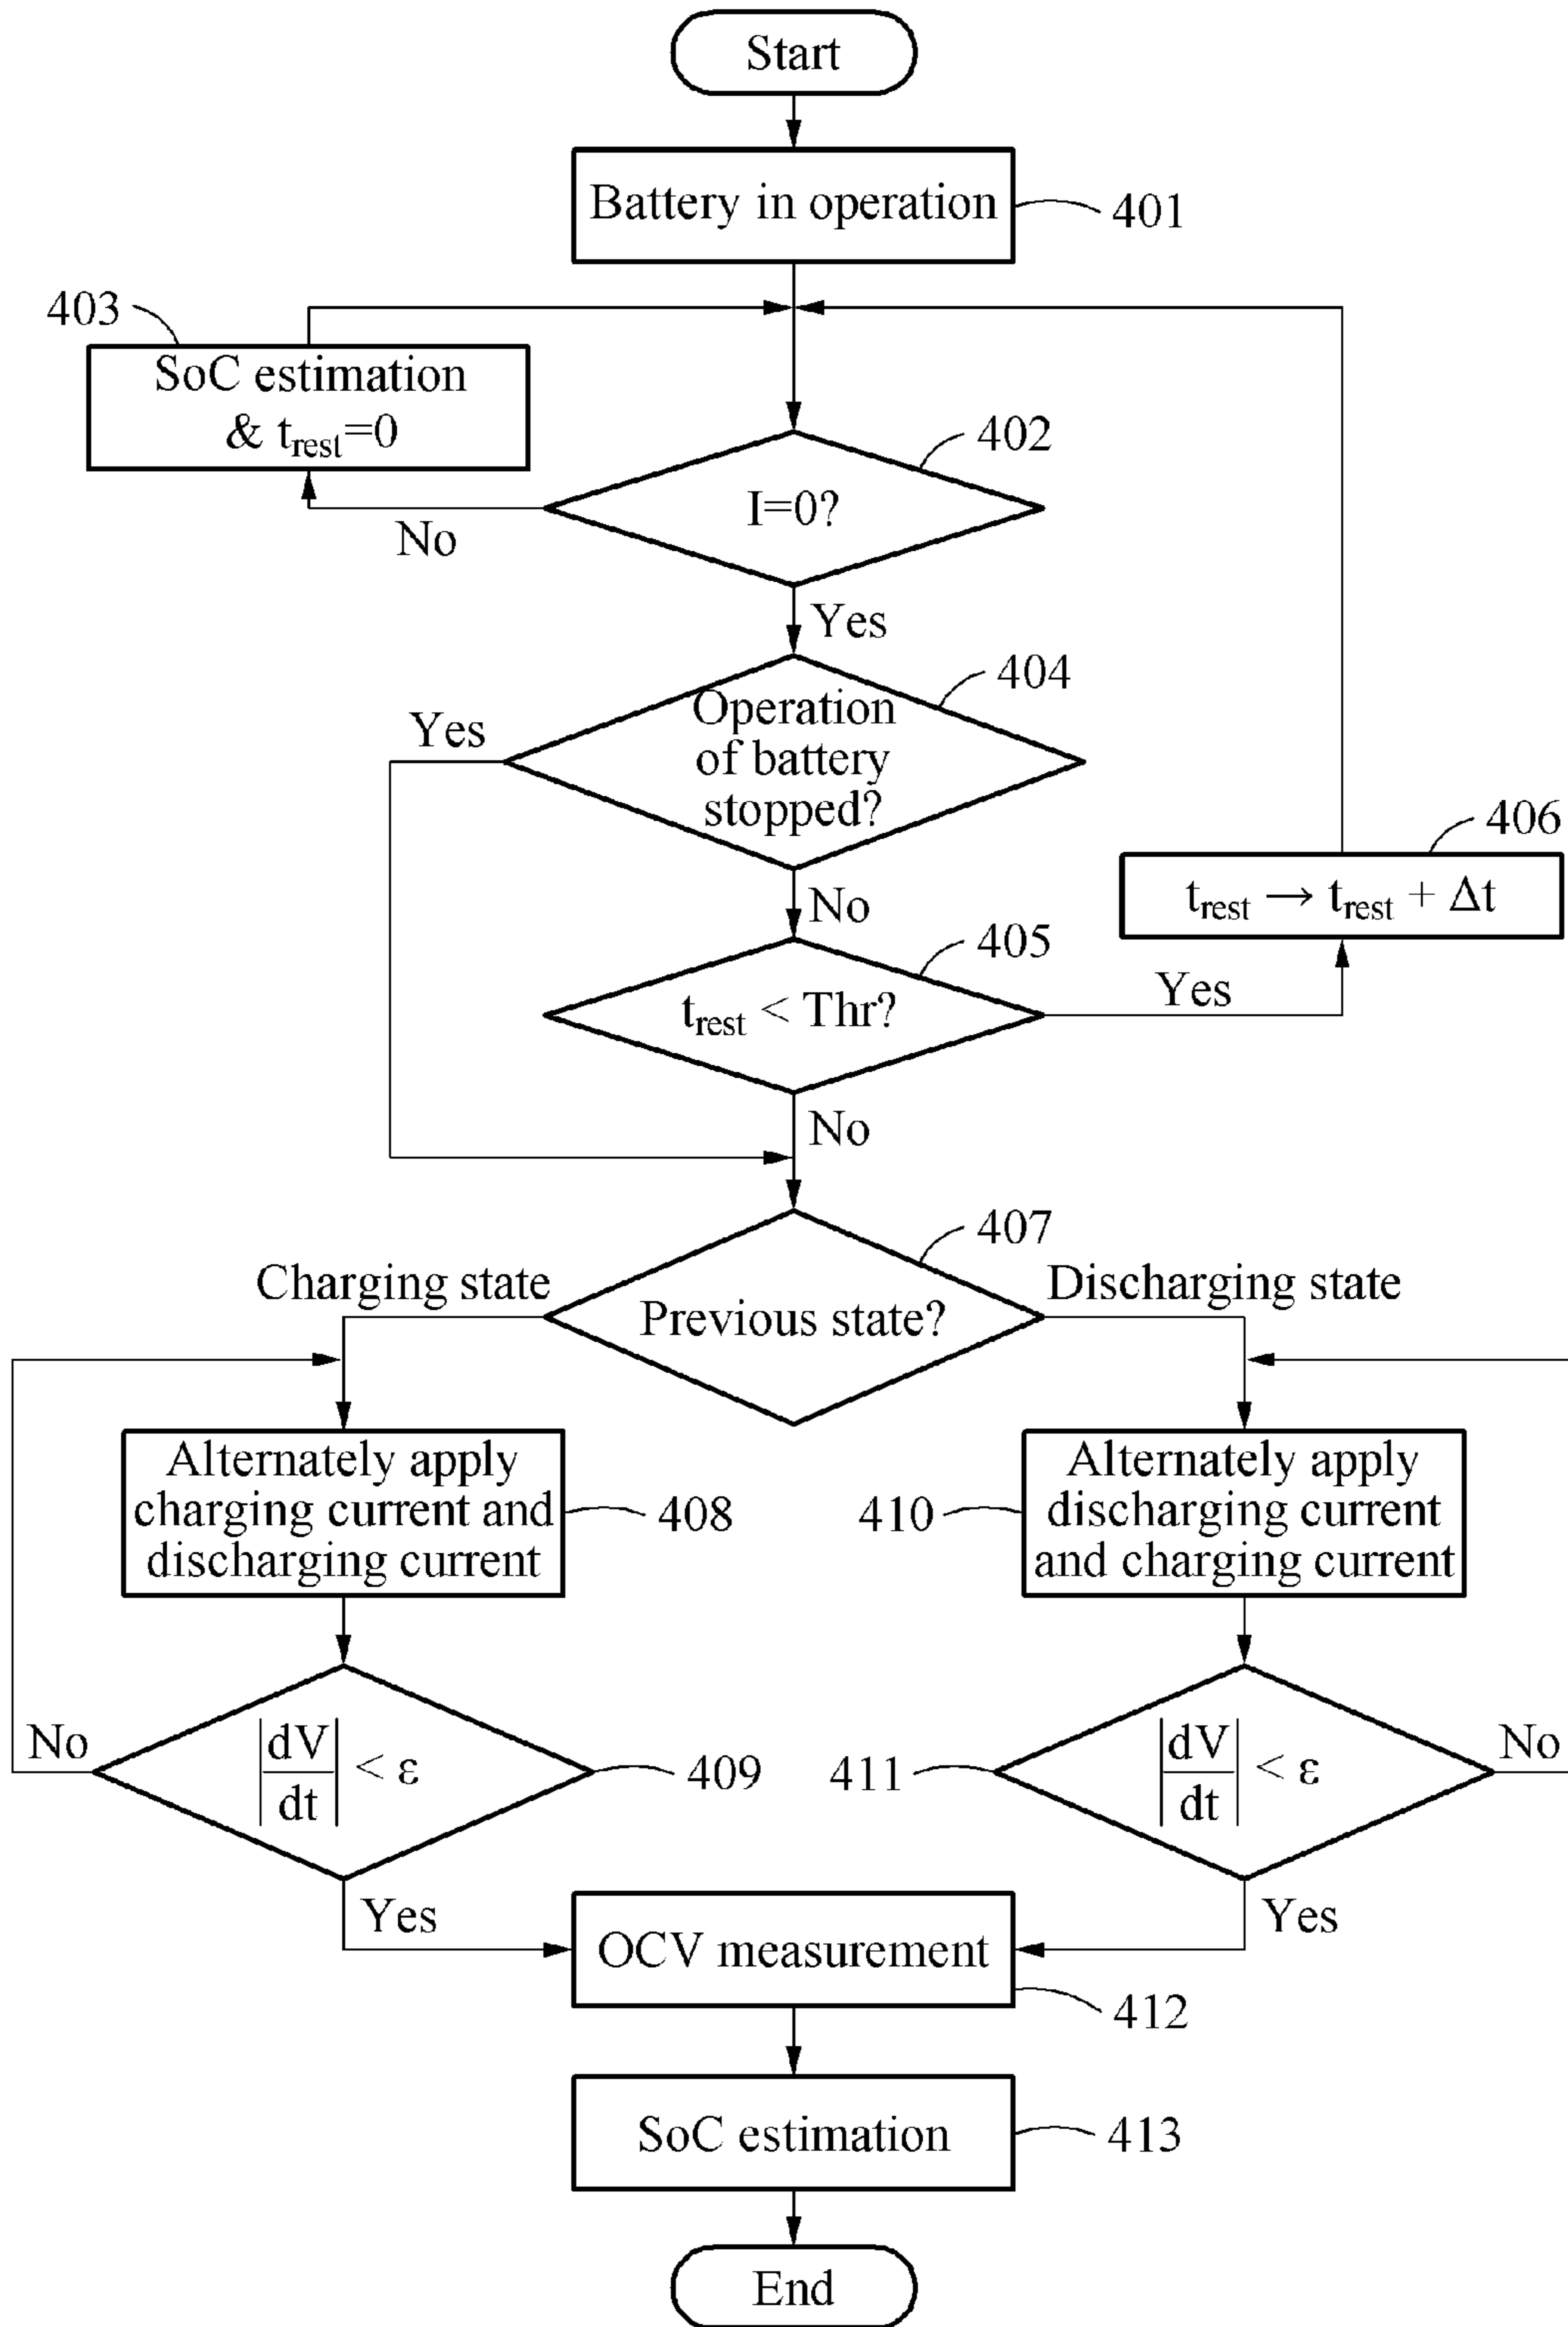 Start
Battery in operation
401
403
SoC estimation
& t_rest=0
402
I=0?
No
Yes
404
Operation
of battery
stopped?
Yes
No
406
t_rest → t_rest + Δt
405
t_rest < Thr?
Yes
No
407
Previous state?
Charging state
Discharging state
Alternately apply
charging current and
discharging current
408
410
Alternately apply
discharging current
and charging current
|dV/dt| < ε
No
409
411
|dV/dt| < ε
No
Yes
Yes
OCV measurement
412
SoC estimation
413
End